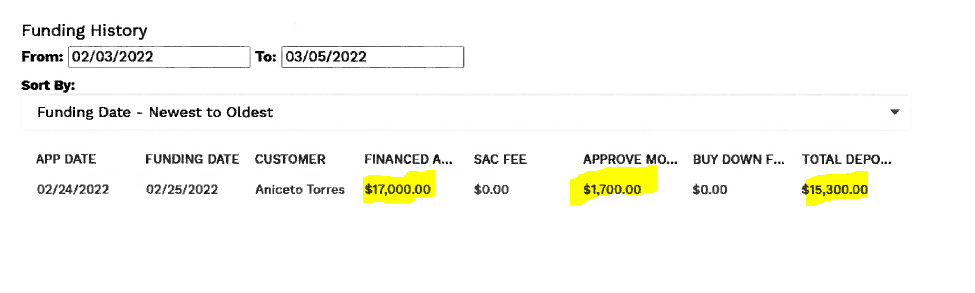 Funding History
From: 02/03/2022 To: 03/05/2022
Sort By:
Funding Date - Newest to Oldest
APP DATE FUNDING DATE CUSTOMER FINANCED A... SAC FEE APPROVE MO... BUY DOWN F... TOTAL DEPO...
02/24/2022 02/25/2022 Aniceto Torres $17,000.00 $0.00 $1,700.00 $0.00 $15,300.00